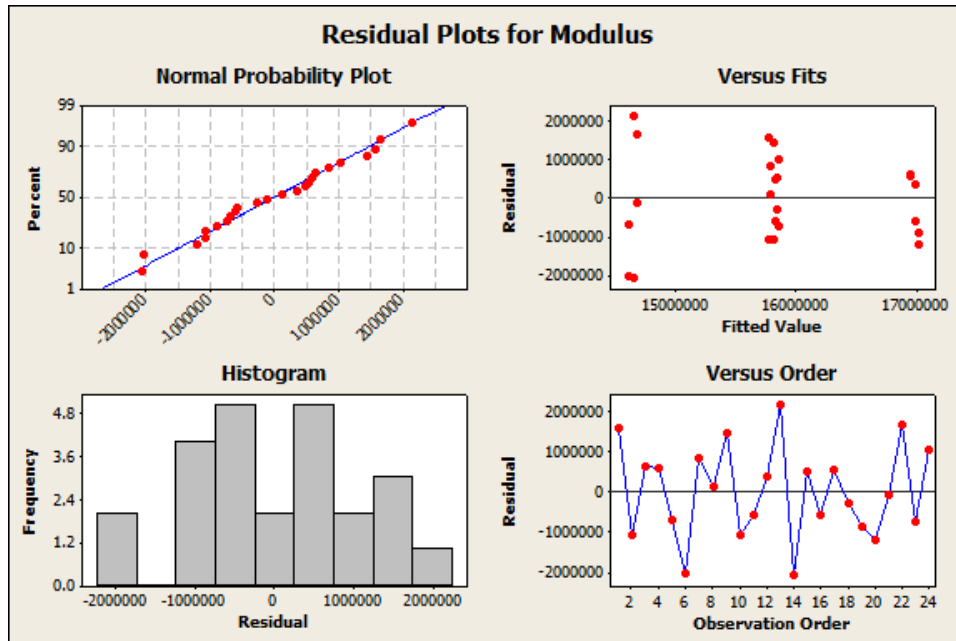 Residual Plots for Modulus
Normal Probability Plot
99
90
50
10
1
Percent
-2000000 -1000000 0 1000000 2000000
Versus Fits
2000000
1000000
0
-1000000
-2000000
Residual
15000000 16000000 17000000
Fitted Value
Histogram
4.8
3.6
2.4
1.2
0.0
Frequency
-2000000 -1000000 0 1000000 2000000
Residual
Versus Order
2000000
1000000
0
-1000000
-2000000
Residual
2 4 6 8 10 12 14 16 18 20 22 24
Observation Order